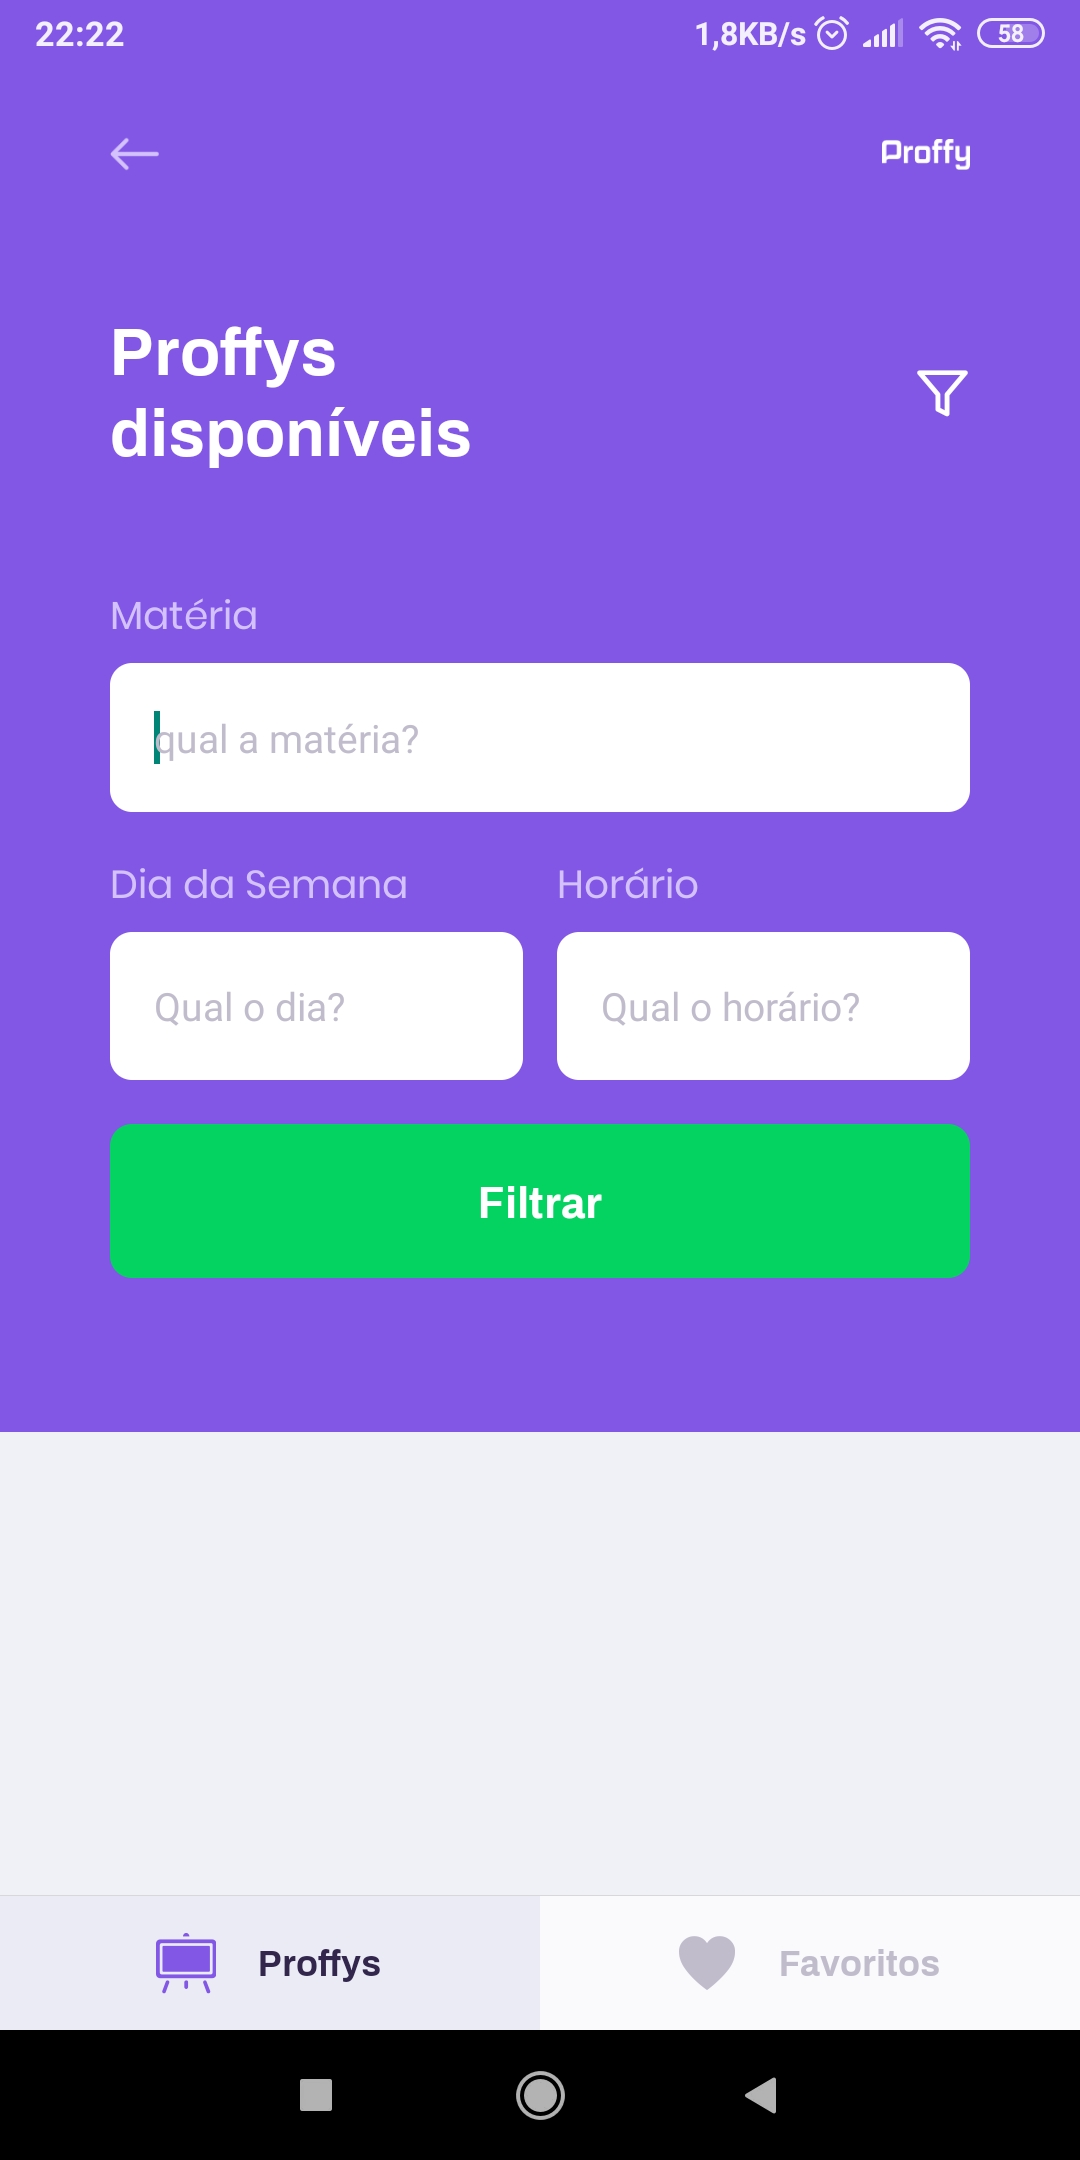 22:22 1,8KB/s 58
Proffy
Proffys
disponíveis
Matéria
qual a matéria?
Dia da Semana Horário
Qual o dia? Qual o horário?
Filtrar
Proffys Favoritos